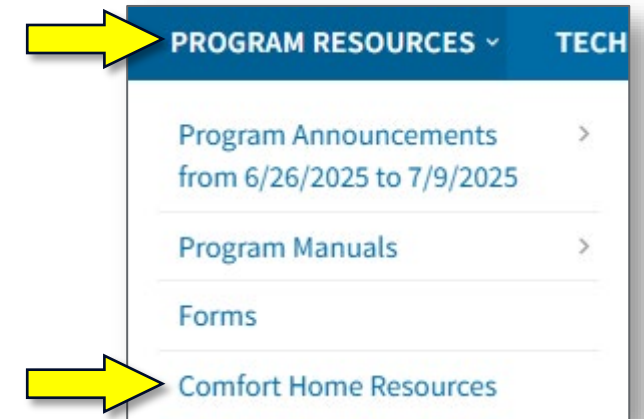 PROGRAM RESOURCES TECH
Program Announcements
from 6/26/2025 to 7/9/2025
Program Manuals
Forms
Comfort Home Resources